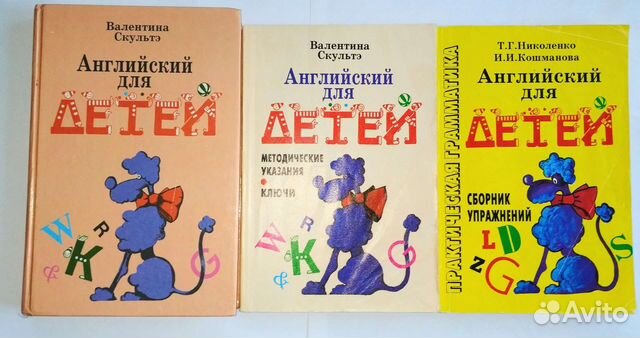 Валентина
Скультэ
Английский
для
ДЕТЕЙ
W
R
&
K
G
Валентина
Скультэ
Английский
для
ДЕТЕЙ
МЕТОДИЧЕСКИЕ
УКАЗАНИЯ
•
КЛЮЧИ
W
R
&
K
G
ПРАКТИЧЕСКАЯ ГРАММАТИКА
Т.Г.Николенко
И.И.Кошманова
Английский
для
ДЕТЕЙ
СБОРНИК
УПРАЖНЕНИЙ
L D
Z G S
Avito